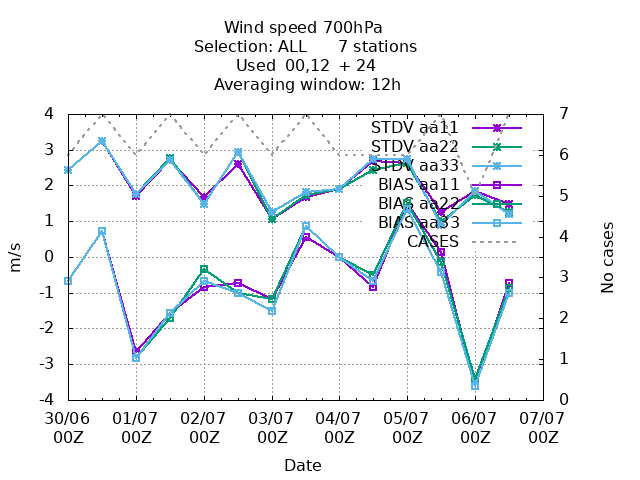 Wind speed 700hPa
Selection: ALL 7 stations
Used 00,12 + 24
Averaging window: 12h
4 7
STDV aa11
3 STDV aa22 6
STDV aa33
2 BIAS aa11 5
1 BIAS aa22
BIAS aa33 4
0 CASES
m/s
No cases
-1 3
-2 2
-3 1
-4 0
30/06 01/07 02/07 03/07 04/07 05/07 06/07 07/07
00Z 00Z 00Z 00Z 00Z 00Z 00Z 00Z
Date